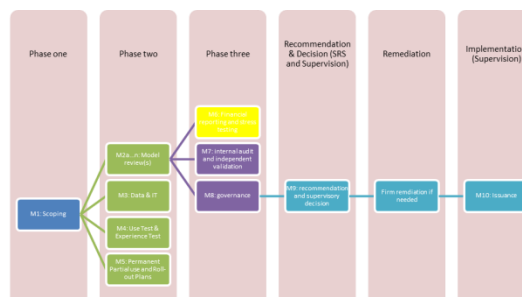 Phase one
Phase two
Phase three
Recommendation
& Decision (SRS
and Supervision)
Remediation
Implementation
(Supervision)
M1: Scoping
M2a...n: Model
review(s)
M3: Data & IT
M4: Use Test &
Experience Test
M5: Permanent
Partial use and Roll-
out Plans
M7: Internal audit
and independent
validation
M8: governance
M9: recommendation
and supervisory
decision
Firm remdiation if
needed
M10: Issuance